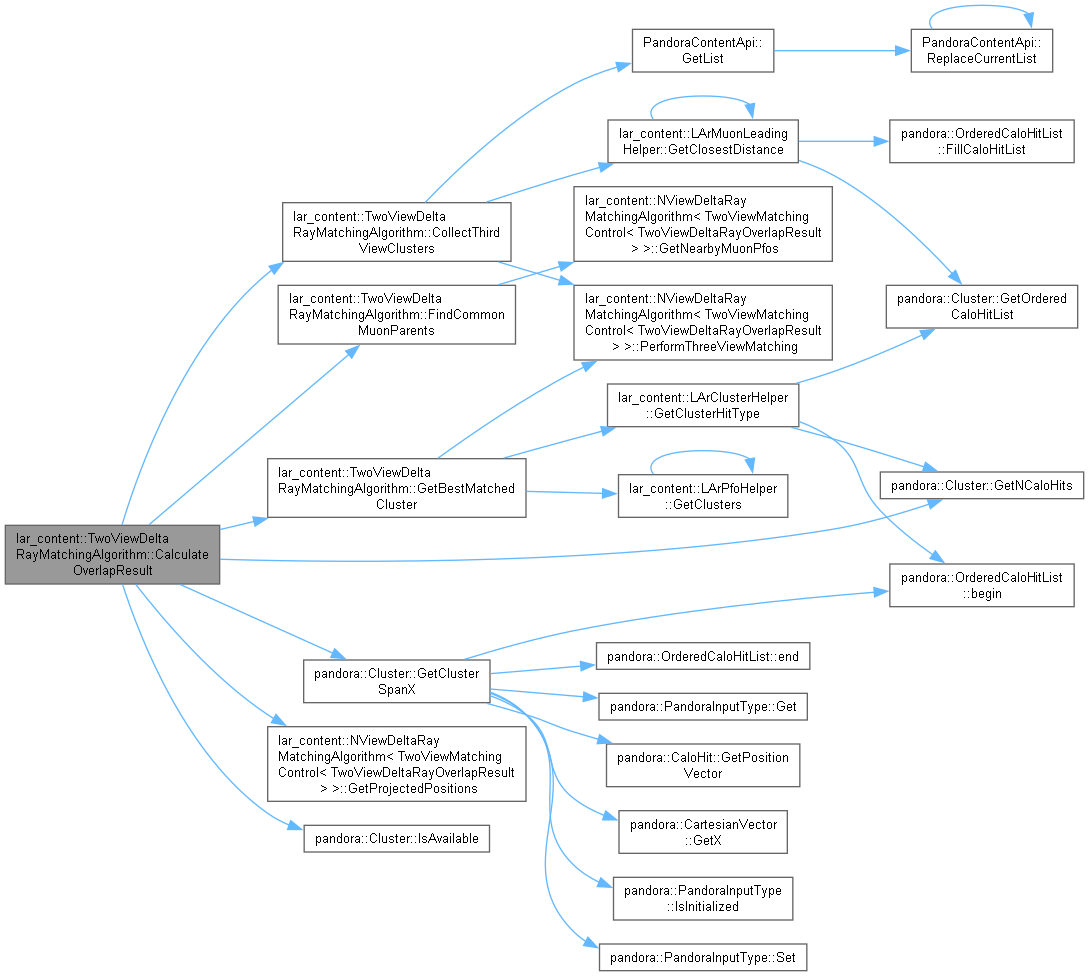 PandoraContentApi::
GetList
PandoraContentApi::
ReplaceCurrentList
lar_content::LArMuonLeading
Helper::GetClosestDistance
pandora::OrderedCaloHitList
::FillCaloHitList
lar_content::TwoViewDelta
RayMatchingAlgorithm::CollectThird
ViewClusters
lar_content::NViewDeltaRay
MatchingAlgorithm< TwoViewMatching
Control< TwoViewDeltaRayOverlapResult
> >::GetNearbyMuonPfos
lar_content::TwoViewDelta
RayMatchingAlgorithm::FindCommon
MuonParents
lar_content::NViewDeltaRay
MatchingAlgorithm< TwoViewMatching
Control< TwoViewDeltaRayOverlapResult
> >::PerformThreeViewMatching
pandora::Cluster::GetOrdered
CaloHitList
lar_content::LArClusterHelper
::GetClusterHitType
lar_content::TwoViewDelta
RayMatchingAlgorithm::GetBestMatched
Cluster
lar_content::LArPfoHelper
::GetClusters
pandora::Cluster::GetNCaloHits
lar_content::TwoViewDelta
RayMatchingAlgorithm::Calculate
OverlapResult
pandora::OrderedCaloHitList
::begin
pandora::Cluster::GetCluster
SpanX
pandora::OrderedCaloHitList::end
pandora::PandoraInputType::Get
lar_content::NViewDeltaRay
MatchingAlgorithm< TwoViewMatching
Control< TwoViewDeltaRayOverlapResult
> >::GetProjectedPositions
pandora::CaloHit::GetPosition
Vector
pandora::Cluster::IsAvailable
pandora::CartesianVector
::GetX
pandora::PandoraInputType
::IsInitialized
pandora::PandoraInputType::Set